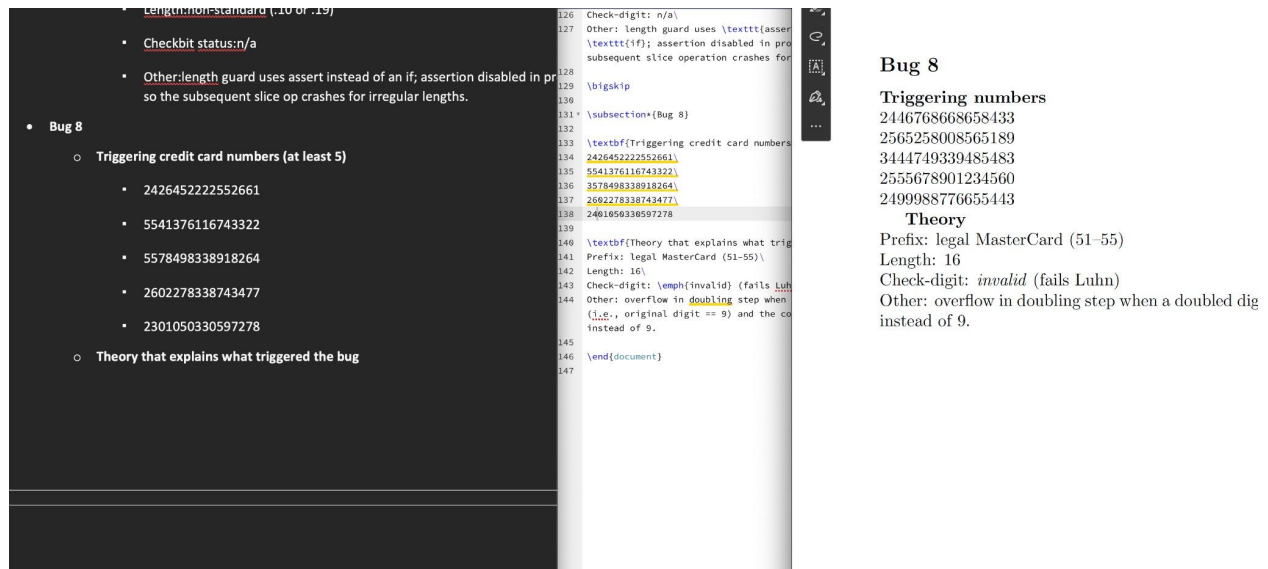 Length:non-standard (.10 or .19)
Checkbit status:n/a
Other:length guard uses assert instead of an if; assertion disabled in pr
so the subsequent slice op crashes for irregular lengths.
Bug 8
Triggering credit card numbers (at least 5)
2426452222552661
5541376116743322
5578498338918264
2602278338743477
2301050330597278
Theory that explains what triggered the bug
126 Check-digit: n/a\
127 Other: length guard uses \texttt{asser
\texttt{if}; assertion disabled in pro
subsequent slice operation crashes for
128
129 \bigskip
130
131 \subsection*{Bug 8}
132
133 \textbf{Triggering credit card numbers
134 2426452222552661\
135 5541376116743322\
136 3578498338918264\
137 2602278338743477\
138 2401050330597278
139
140 \textbf{Theory that explains what trig
141 Prefix: legal MasterCard (51-55)\
142 Length: 16\
143 Check-digit: \emph{invalid} (fails Luh
144 Other: overflow in doubling step when
(i.e., original digit == 9) and the co
instead of 9.
145
146 \end{document}
147
Bug 8
Triggering numbers
2446768668658433
2565258008565189
3444749339485483
2555678901234560
2499988776655443
Theory
Prefix: legal MasterCard (51–55)
Length: 16
Check-digit: invalid (fails Luhn)
Other: overflow in doubling step when a doubled dig
instead of 9.